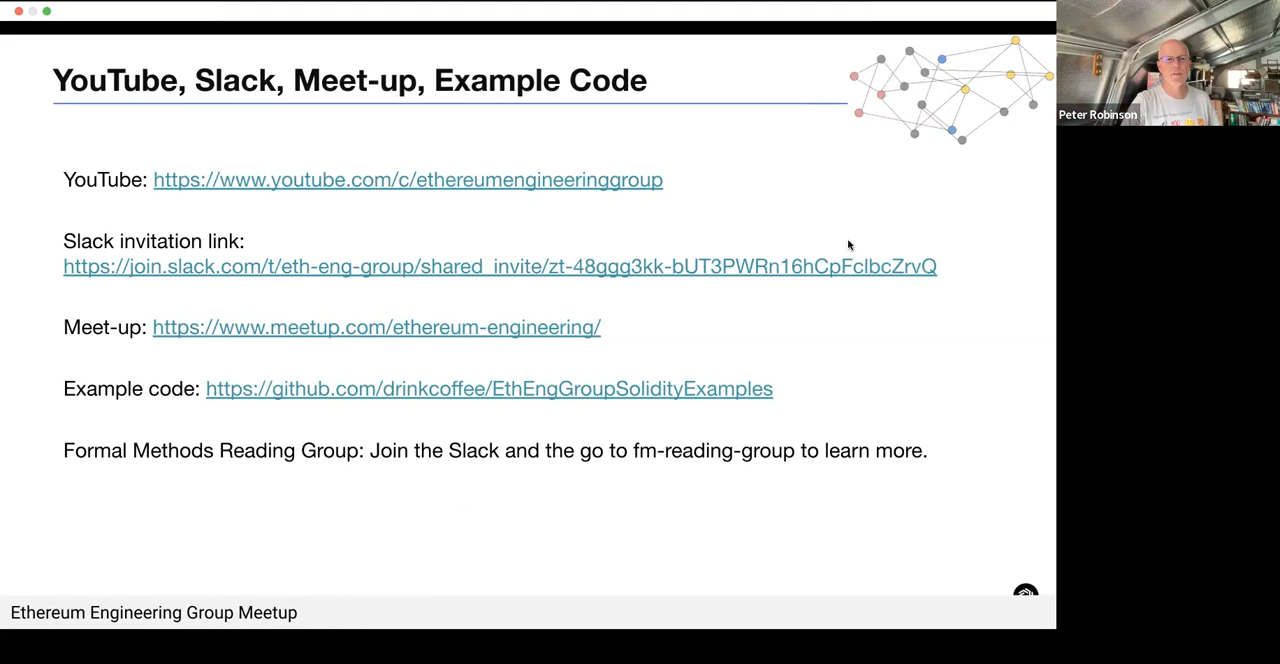 YouTube, Slack, Meet-up, Example Code
Peter Robinson
YouTube: https://www.youtube.com/c/ethereumengineeringgroup
Slack invitation link:
https://join.slack.com/t/eth-eng-group/shared_invite/zt-48ggg3kk-bUT3PWRn16hCpFclbcZrvQ
Meet-up: https://www.meetup.com/ethereum-engineering/
Example code: https://github.com/drinkcoffee/EthEngGroupSolidityExamples
Formal Methods Reading Group: Join the Slack and the go to fm-reading-group to learn more.
Ethereum Engineering Group Meetup